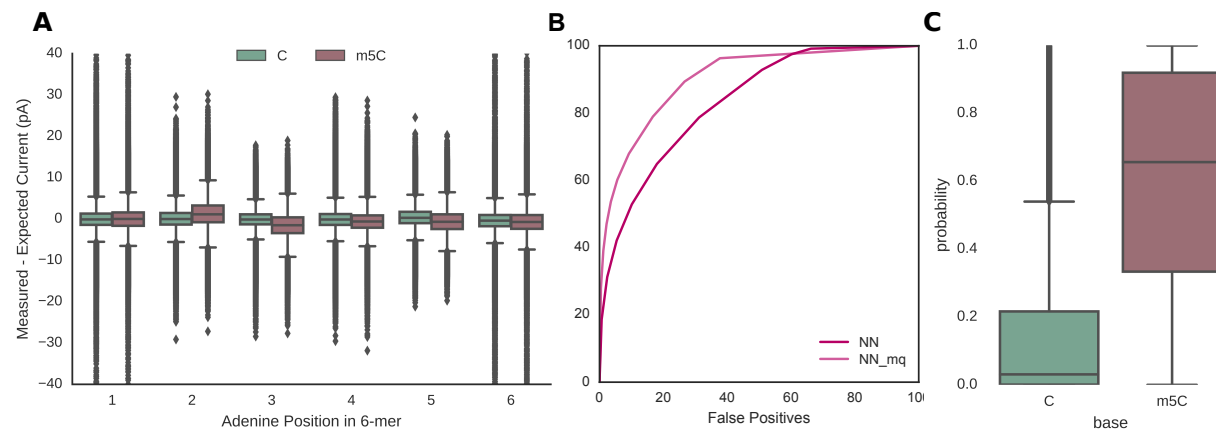 A
C
m5C
Measured - Expected Current (pA)
40
30
20
10
0
−10
−20
−30
−40
1
2
3
4
5
6
Adenine Position in 6-mer
B
100
80
60
40
20
0
NN
NN_mq
0
20
40
60
80
10
False Positives
C
probability
1.0
0.8
0.6
0.4
0.2
0.0
C
m5C
base